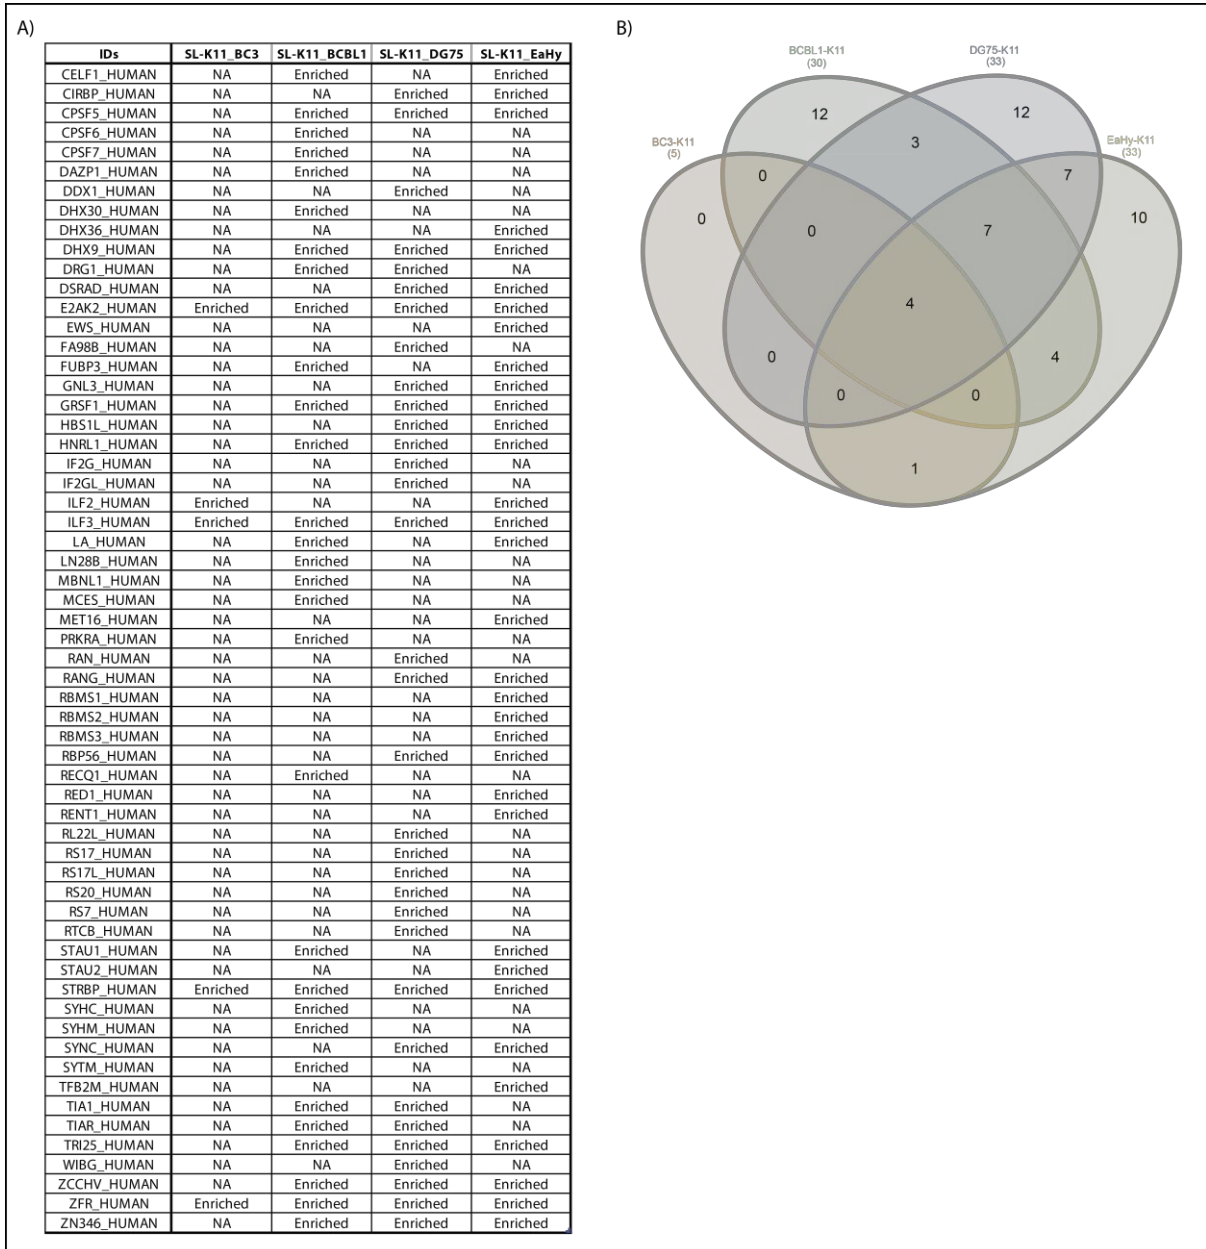 A)
IDs SL-K11_BC3 SL-K11_BCBL1 SL-K11_DG75 SL-K11_EaHy
CELF1_HUMAN NA Enriched NA Enriched
CIRBP_HUMAN NA NA Enriched Enriched
CPSF5_HUMAN NA Enriched Enriched Enriched
CPSF6_HUMAN NA Enriched NA NA
CPSF7_HUMAN NA Enriched NA NA
DAZP1_HUMAN NA Enriched NA NA
DDX1_HUMAN NA NA Enriched NA
DHX30_HUMAN NA Enriched NA NA
DHX36_HUMAN NA NA NA Enriched
DHX9_HUMAN NA Enriched Enriched Enriched
DRG1_HUMAN NA Enriched Enriched NA
DSRAD_HUMAN NA NA Enriched Enriched
E2AK2_HUMAN Enriched Enriched Enriched Enriched
EWS_HUMAN NA NA NA Enriched
FA98B_HUMAN NA NA Enriched NA
FUBP3_HUMAN NA Enriched NA Enriched
GNL3_HUMAN NA NA Enriched Enriched
GRSF1_HUMAN NA Enriched Enriched Enriched
HBS1L_HUMAN NA NA Enriched Enriched
HNRL1_HUMAN NA Enriched Enriched Enriched
IF2G_HUMAN NA NA Enriched NA
IF2GL_HUMAN NA NA Enriched NA
ILF2_HUMAN Enriched NA NA Enriched
ILF3_HUMAN Enriched Enriched Enriched Enriched
LA_HUMAN NA Enriched NA Enriched
LN28B_HUMAN NA Enriched NA NA
MBNL1_HUMAN NA Enriched NA NA
MCES_HUMAN NA Enriched NA NA
MET16_HUMAN NA NA NA Enriched
PRKRA_HUMAN NA Enriched NA NA
RAN_HUMAN NA NA Enriched NA
RANG_HUMAN NA NA Enriched Enriched
RBMS1_HUMAN NA NA NA Enriched
RBMS2_HUMAN NA NA NA Enriched
RBMS3_HUMAN NA NA NA Enriched
RBP56_HUMAN NA NA Enriched Enriched
RECQ1_HUMAN NA Enriched NA NA
RED1_HUMAN NA NA NA Enriched
RENT1_HUMAN NA NA NA Enriched
RL22L_HUMAN NA NA Enriched NA
RS17_HUMAN NA NA Enriched NA
RS17L_HUMAN NA NA Enriched NA
RS20_HUMAN NA NA Enriched NA
RS7_HUMAN NA NA Enriched NA
RTCB_HUMAN NA NA Enriched NA
STAU1_HUMAN NA Enriched NA Enriched
STAU2_HUMAN NA NA NA Enriched
STRBP_HUMAN Enriched Enriched Enriched Enriched
SYHC_HUMAN NA Enriched NA NA
SYHM_HUMAN NA Enriched NA NA
SYNC_HUMAN NA NA Enriched Enriched
SYTM_HUMAN NA Enriched NA NA
TFB2M_HUMAN NA NA NA Enriched
TIA1_HUMAN NA Enriched Enriched NA
TIAR_HUMAN NA Enriched Enriched NA
TRI25_HUMAN NA Enriched Enriched Enriched
WIBG_HUMAN NA NA Enriched NA
ZCCHV_HUMAN NA Enriched Enriched Enriched
ZFR_HUMAN Enriched Enriched Enriched Enriched
ZN346_HUMAN NA Enriched Enriched Enriched
B)
BCBL1-K11
(30)
DG75-K11
(33)
BC3-K11
(5)
EaHy-K11
(33)
12 12
3
0 7
0 10
0 7
4
0 4
0 0
1